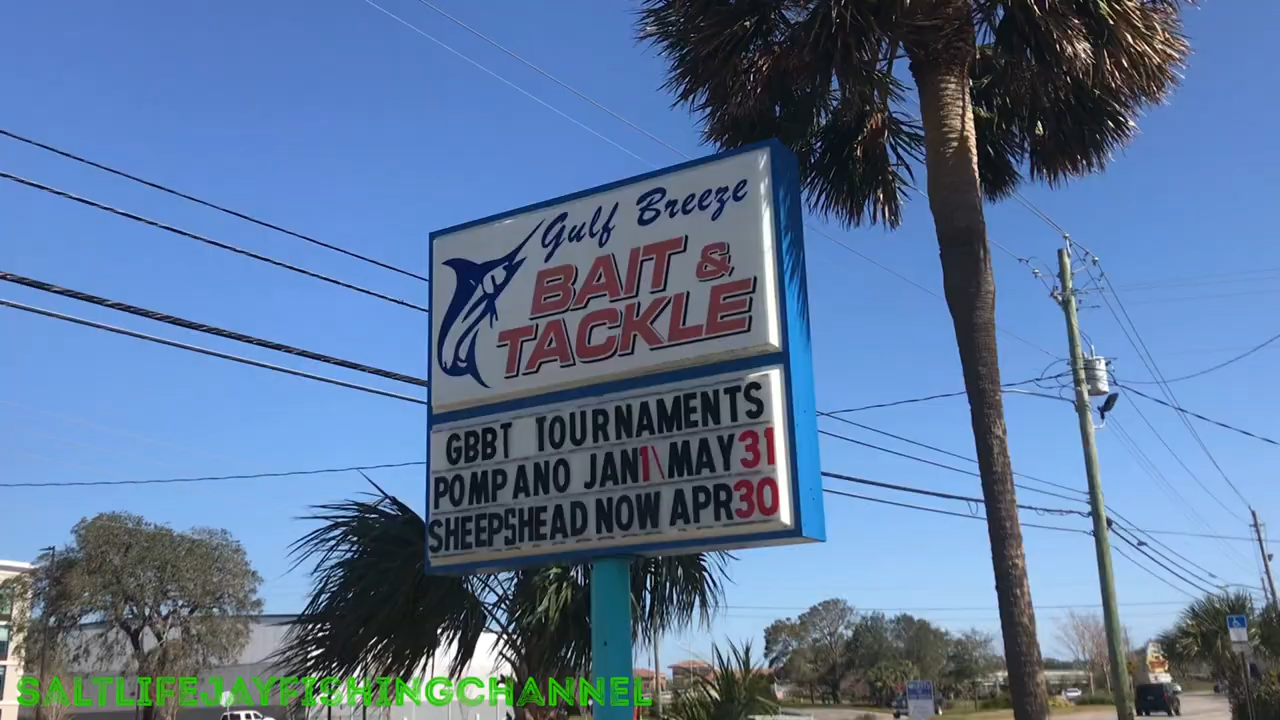 Gulf Breeze
BAIT &
TACKLE
GBBT TOURNAMENTS
POMPANO JAN1\MAY31
SHEEPSHEAD NOW APR30
SALTLIFEJAYFISHINGCHANNEL